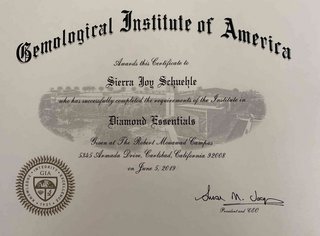 Gemological Institute of America
Awards this Certificate to
Sierra Joy Schuehle
who has successfully completed the requirements of the Institute in
Diamond Essentials
Given at The Robert Mouawad Campus
5345 Armada Drive, Carlsbad, California 92008
on June 5, 2019
GIA
1931
President and CEO